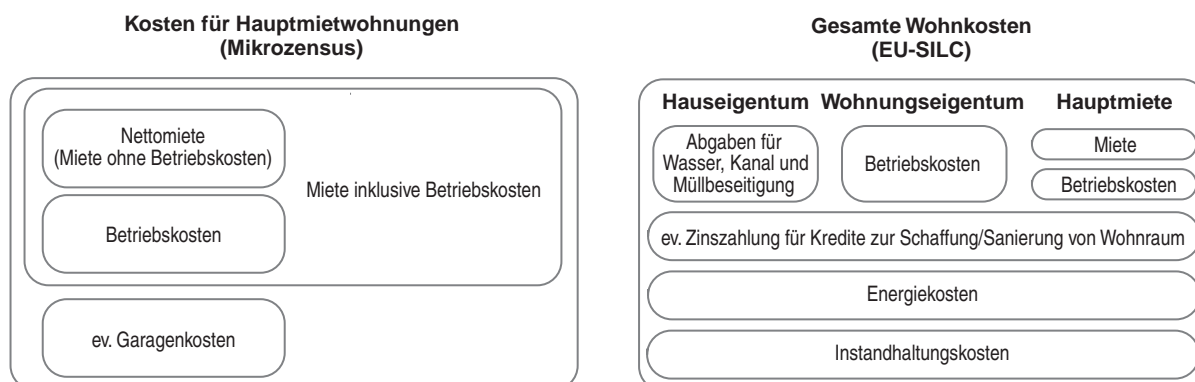 Kosten für Hauptmietwohnungen
(Mikrozensus)
Nettomiete
(Miete ohne Betriebskosten)
Miete inklusive Betriebskosten
Betriebskosten
ev. Garagenkosten
Gesamte Wohnkosten
(EU-SILC)
Hauseigentum Wohnungseigentum Hauptmiete
Abgaben für
Wasser, Kanal und
Müllbeseitigung
Betriebskosten
Miete
Betriebskosten
ev. Zinszahlung für Kredite zur Schaffung/Sanierung von Wohnraum
Energiekosten
Instandhaltungskosten